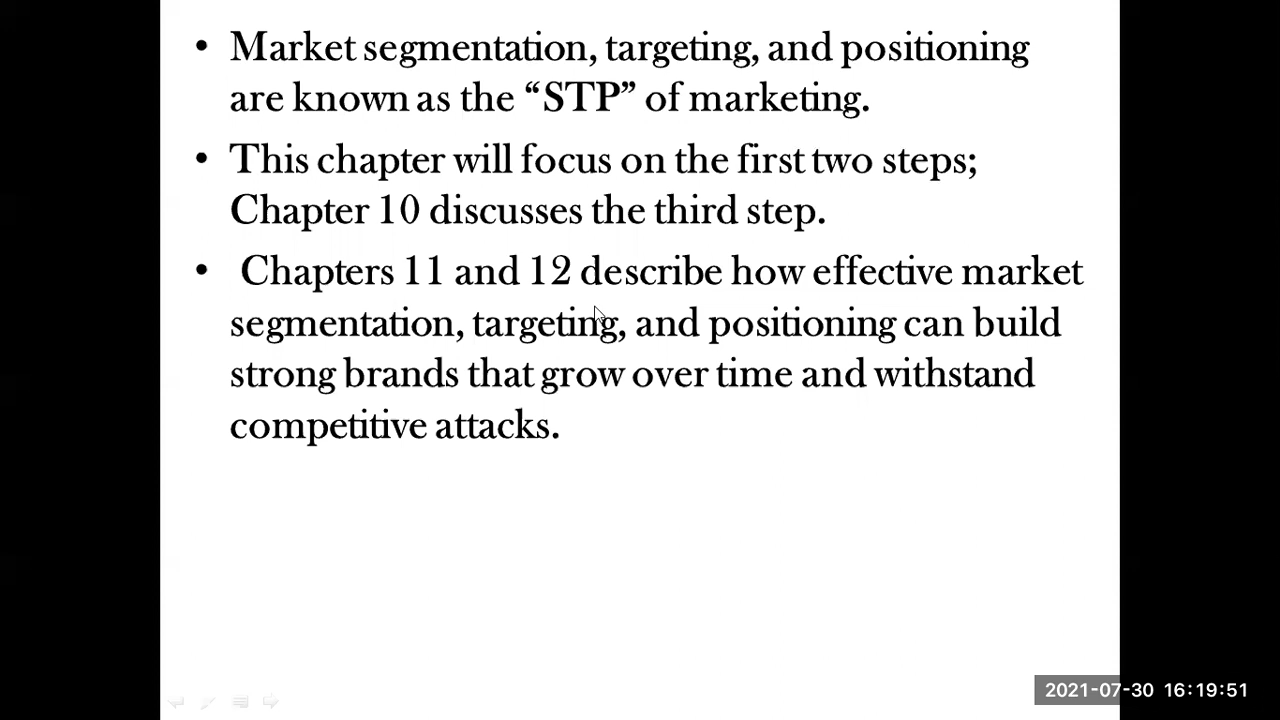 • Market segmentation, targeting, and positioning
are known as the “STP” of marketing.
• This chapter will focus on the first two steps;
Chapter 10 discusses the third step.
• Chapters 11 and 12 describe how effective market
segmentation, targeting, and positioning can build
strong brands that grow over time and withstand
competitive attacks.
2021-07-30 16:19:51